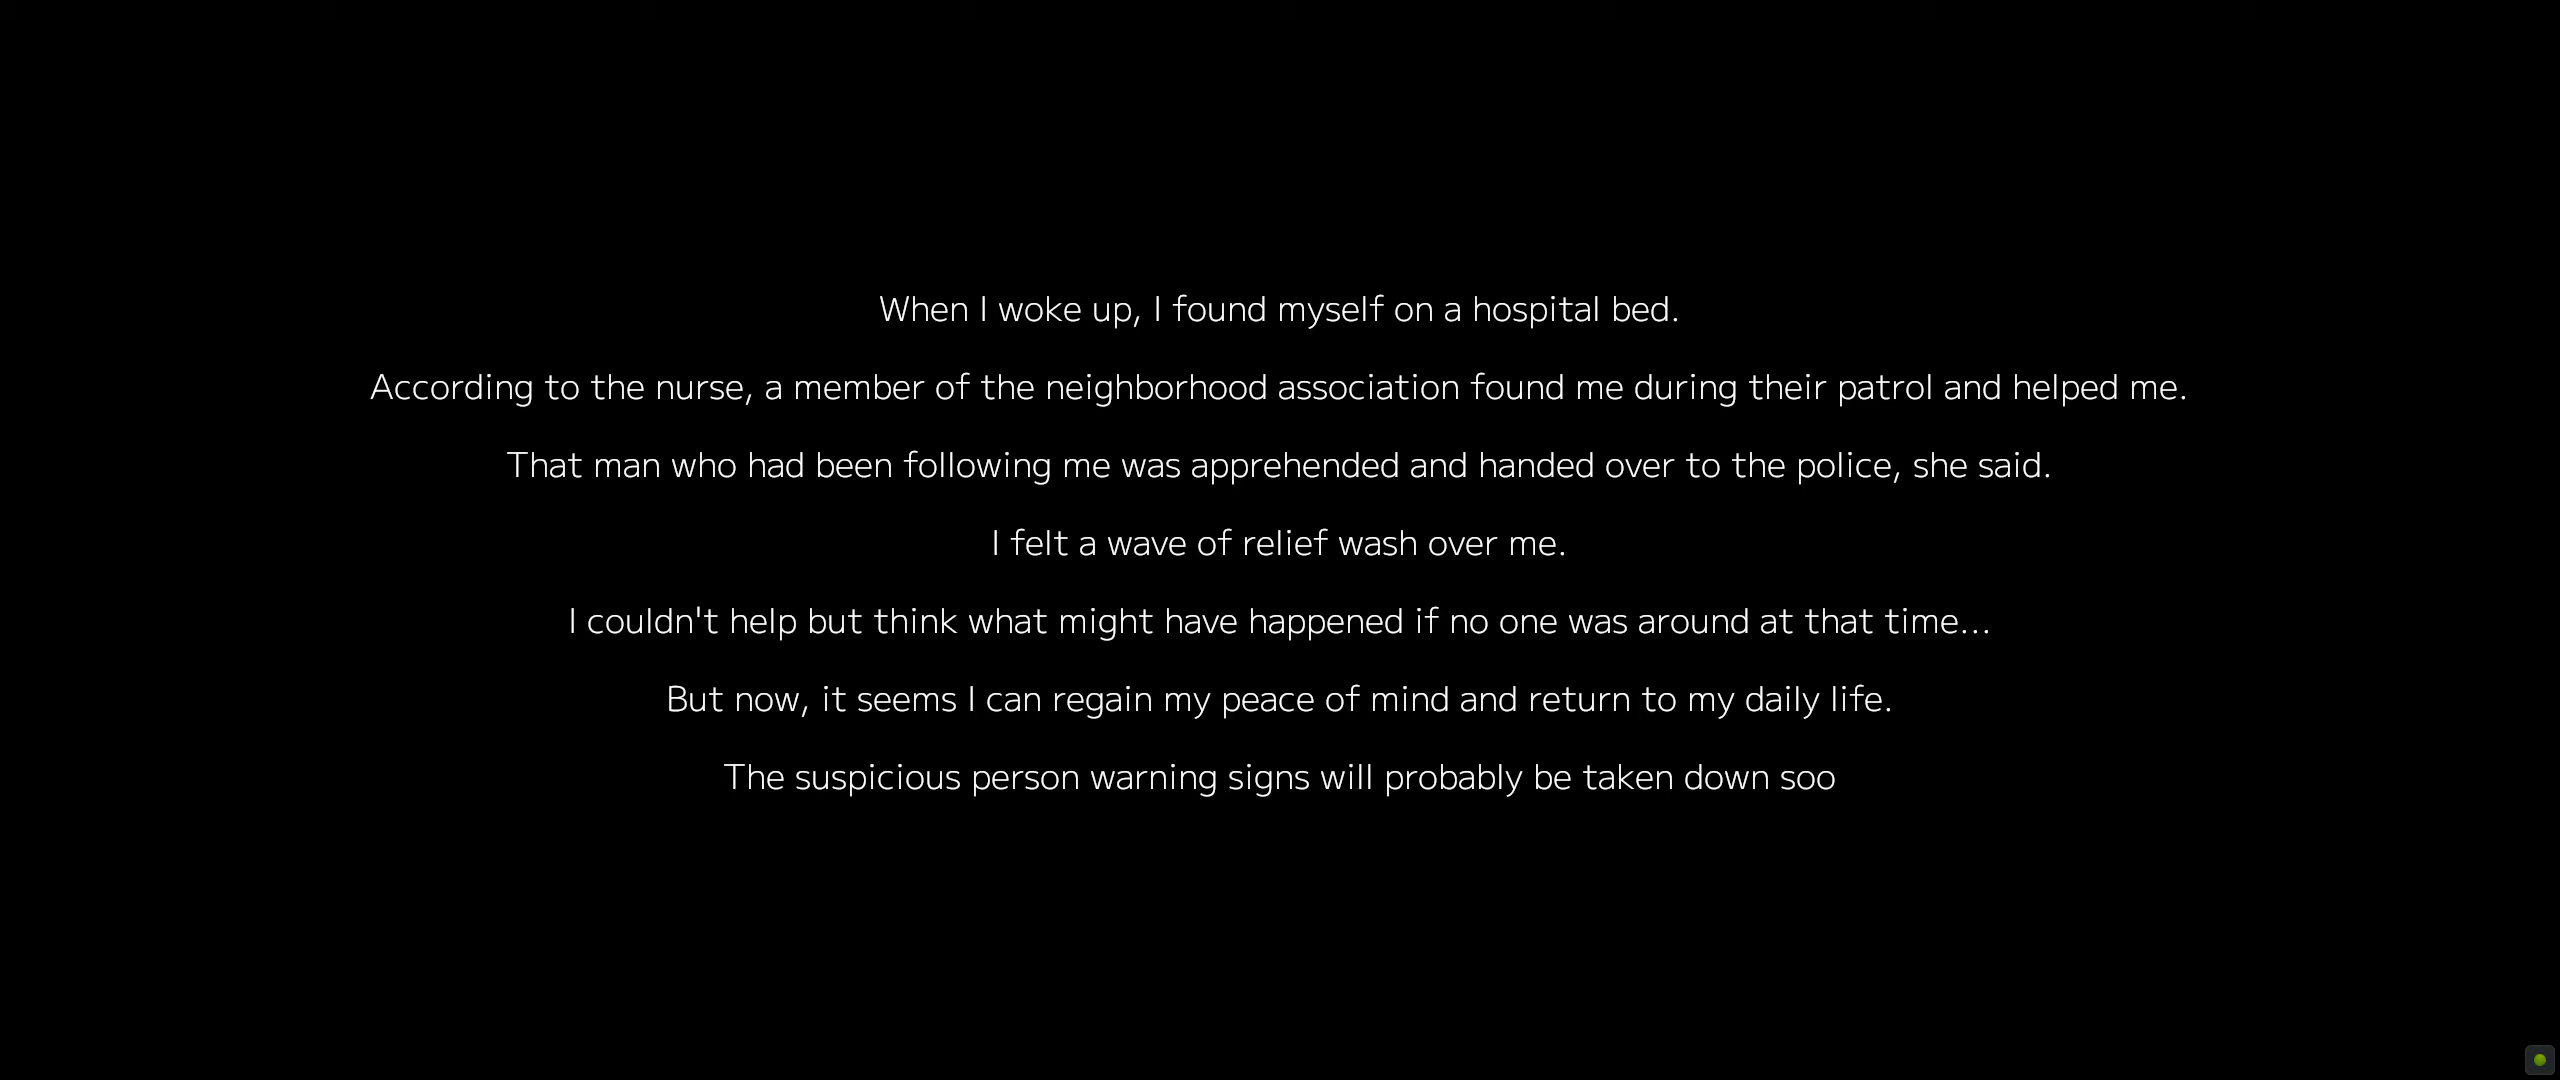 When I woke up, I found myself on a hospital bed.
According to the nurse, a member of the neighborhood association found me during their patrol and helped me.
That man who had been following me was apprehended and handed over to the police, she said.
I felt a wave of relief wash over me.
I couldn't help but think what might have happened if no one was around at that time...
But now, it seems I can regain my peace of mind and return to my daily life.
The suspicious person warning signs will probably be taken down soo